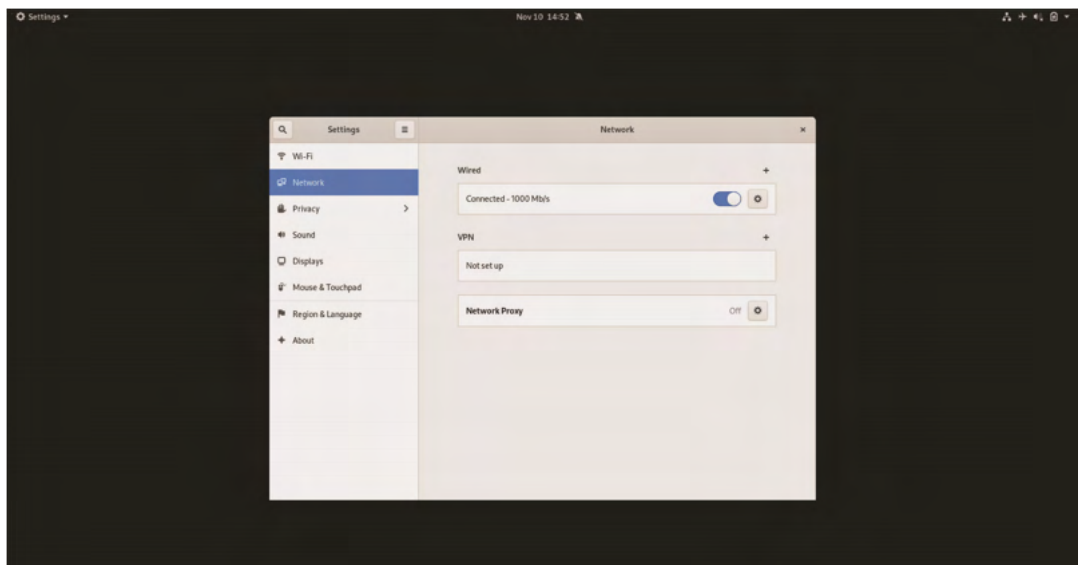 Settings
Nov 10 14:52
Settings
Network
Wi-Fi
Network
Privacy
Sound
Displays
Mouse & Touchpad
Region & Language
About
Wired
Connected - 1000 Mb/s
VPN
Not set up
Network Proxy Off